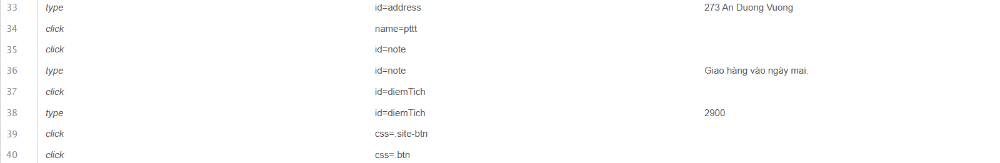 33 type id=address 273 An Duong Vuong
34 click name=pttt
35 click id=note
36 type id=note Giao hàng vào ngày mai.
37 click id=diemTich
38 type id=diemTich 2900
39 click css=.site-btn
40 click css=.btn